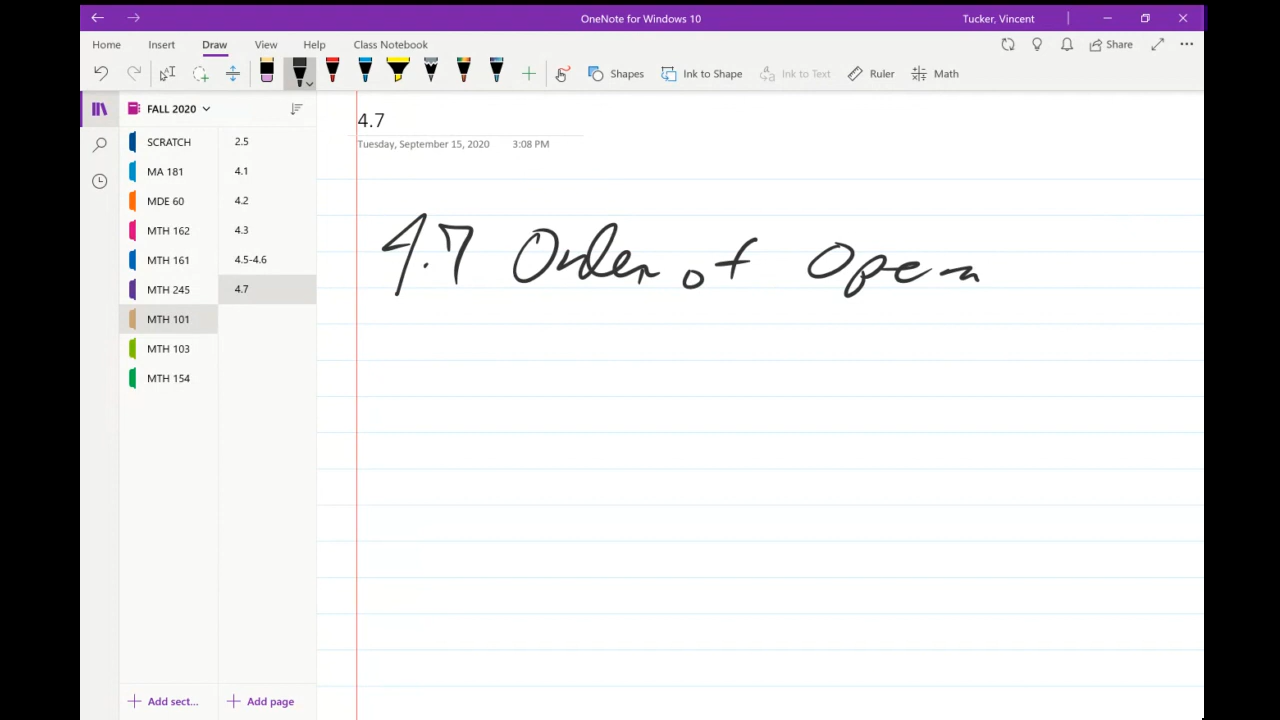 OneNote for Windows 10
Tucker, Vincent
Home Insert Draw View Help Class Notebook
Share
Shapes Ink to Shape Ink to Text Ruler Math
FALL 2020
SCRATCH
MA 181
MDE 60
MTH 162
MTH 161
MTH 245
MTH 101
MTH 103
MTH 154
2.5
4.1
4.2
4.3
4.5-4.6
4.7
4.7
Tuesday, September 15, 2020 3:08 PM
4.7 Order of Opera
Add sect...
Add page